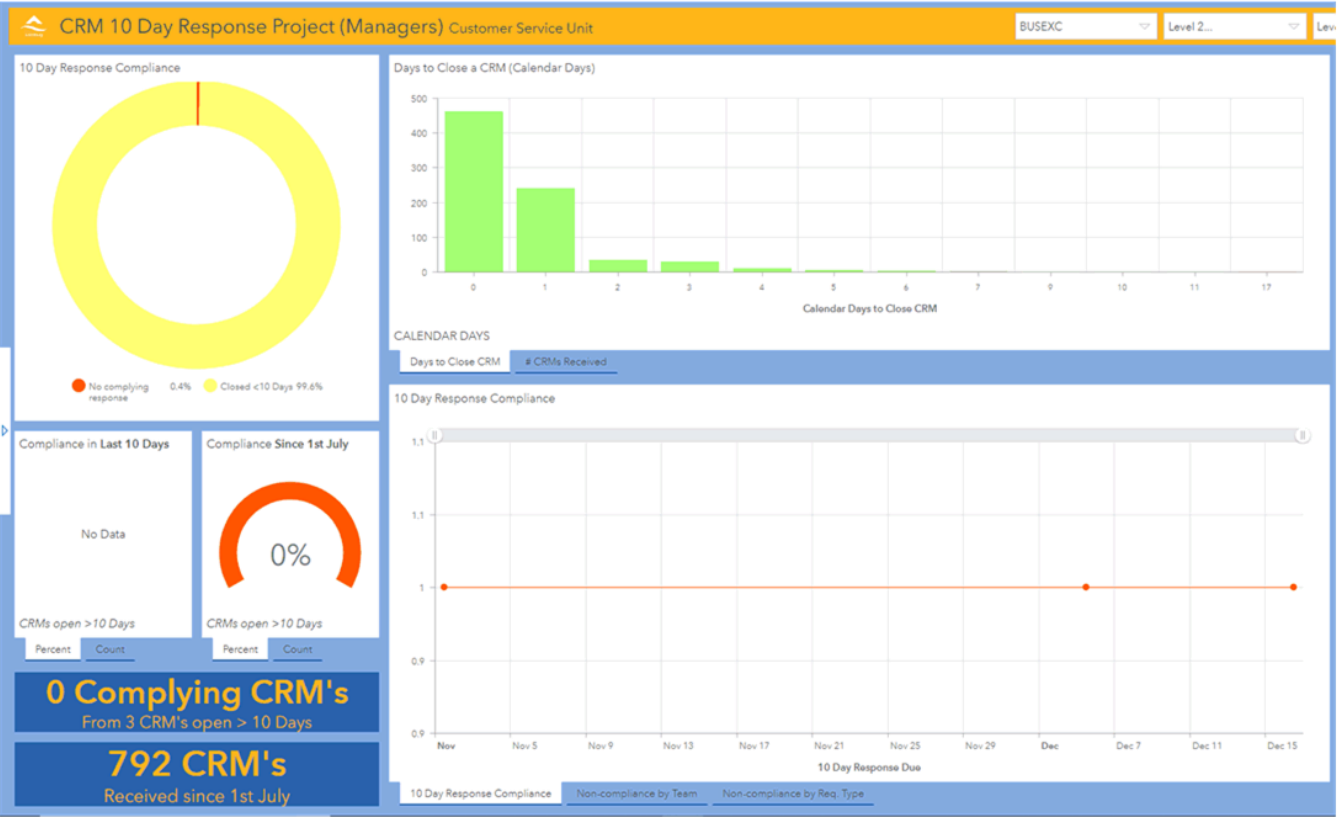 CRM 10 Day Response Project (Managers) Customer Service Unit
BUSEXC
Level 2...
Lev
10 Day Response Compliance
No complying response
0.4%
Closed <10 Days 99.6%
Days to Close a CRM (Calendar Days)
500
400
300
200
100
0
0 1 2 3 4 5 6 7 9 10 11 17
Calendar Days to Close CRM
CALENDAR DAYS
Days to Close CRM
# CRMs Received
Compliance in Last 10 Days
No Data
CRMs open >10 Days
Percent
Count
Compliance Since 1st July
0%
CRMs open >10 Days
Percent
Count
0 Complying CRM's
From 3 CRM's open > 10 Days
792 CRM's
Received since 1st July
10 Day Response Compliance
1.1
1.1
1
0.9
0.9
Nov Nov 5 Nov 9 Nov 13 Nov 17 Nov 21 Nov 25 Nov 29 Dec Dec 7 Dec 11 Dec 15
10 Day Response Due
10 Day Response Compliance
Non-compliance by Team
Non-compliance by Req. Type